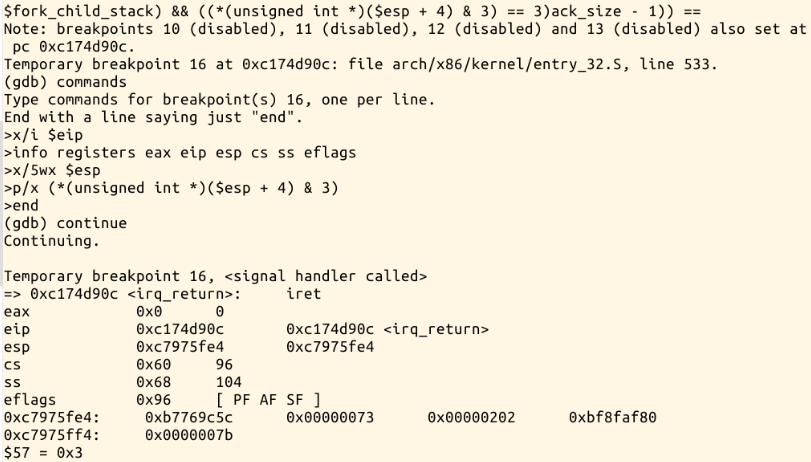 $fork_child_stack) && ((*(unsigned int *)($esp + 4) & 3) == 3)ack_size - 1)) ==
Note: breakpoints 10 (disabled), 11 (disabled), 12 (disabled) and 13 (disabled) also set at
 pc 0xc174d90c.
Temporary breakpoint 16 at 0xc174d90c: file arch/x86/kernel/entry_32.S, line 533.
(gdb) commands
Type commands for breakpoint(s) 16, one per line.
End with a line saying just "end".
>x/i $eip
>info registers eax eip esp cs ss eflags
>x/5wx $esp
>p/x (*(unsigned int *)($esp + 4) & 3)
>end
(gdb) continue
Continuing.
Temporary breakpoint 16, <signal handler called>
=> 0xc174d90c <irq_return>: iret
eax 0x0 0
eip 0xc174d90c 0xc174d90c <irq_return>
esp 0xc7975fe4 0xc7975fe4
cs 0x60 96
ss 0x68 104
eflags 0x96 [ PF AF SF ]
0xc7975fe4: 0xb7769c5c 0x00000073 0x00000202 0xbf8faf80
0xc7975ff4: 0x0000007b
$57 = 0x3